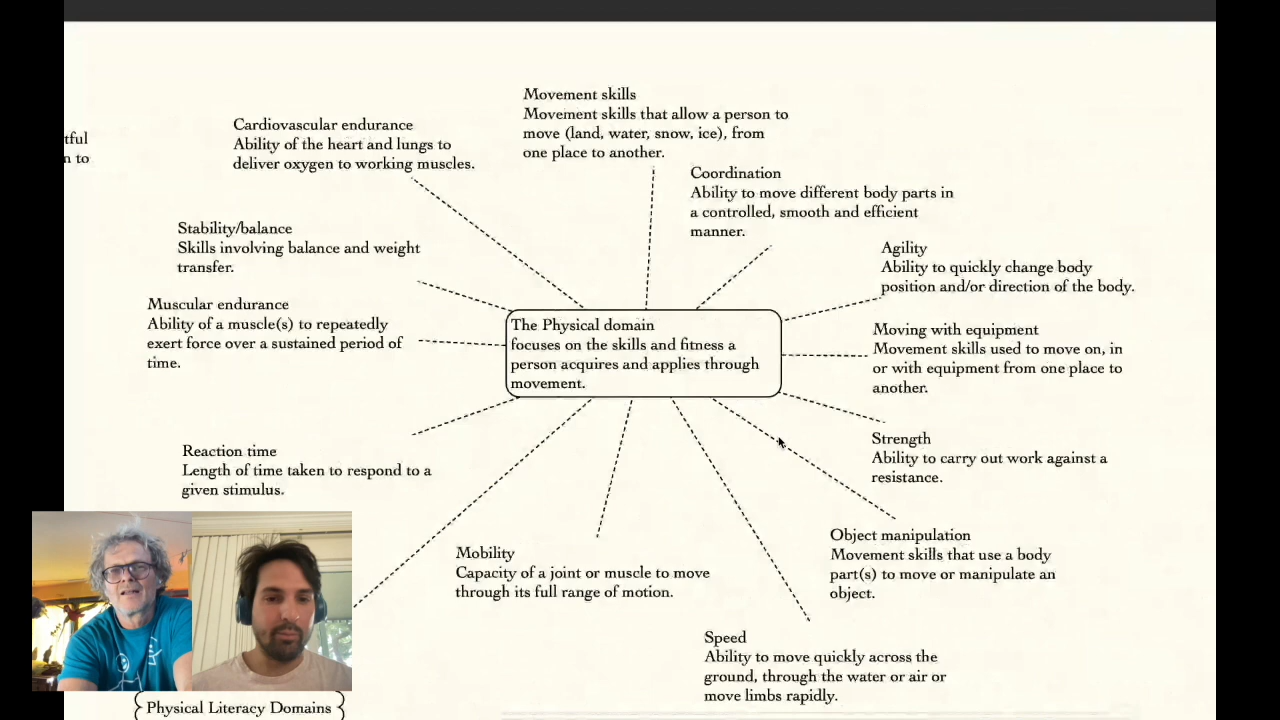 tful
n to
Cardiovascular endurance
Ability of the heart and lungs to
deliver oxygen to working muscles.
Movement skills
Movement skills that allow a person to
move (land, water, snow, ice), from
one place to another.
Coordination
Ability to move different body parts in
a controlled, smooth and efficient
manner.
Stability/balance
Skills involving balance and weight
transfer.
Agility
Ability to quickly change body
position and/or direction of the body.
Muscular endurance
Ability of a muscle(s) to repeatedly
exert force over a sustained period of
time.
The Physical domain
focuses on the skills and fitness a
person acquires and applies through
movement.
Moving with equipment
Movement skills used to move on, in
or with equipment from one place to
another.
Reaction time
Length of time taken to respond to a
given stimulus.
Strength
Ability to carry out work against a
resistance.
Mobility
Capacity of a joint or muscle to move
through its full range of motion.
Object manipulation
Movement skills that use a body
part(s) to move or manipulate an
object.
Speed
Ability to move quickly across the
ground, through the water or air or
move limbs rapidly.
Physical Literacy Domains